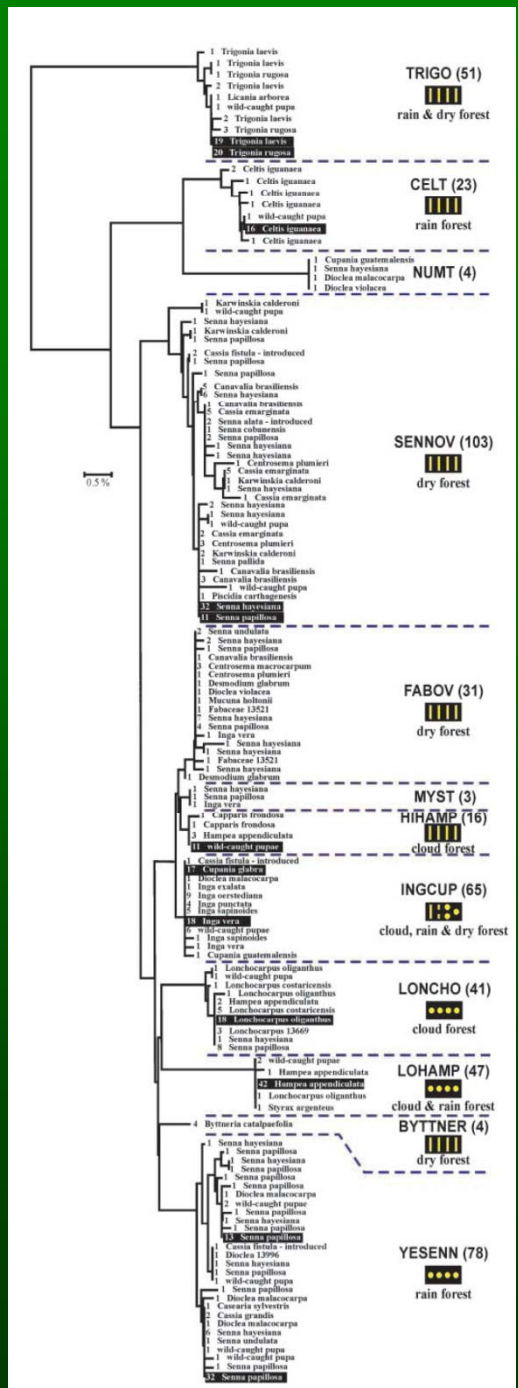 1 Trigonia laevis
1 Trigonia laevis
1 Trigonia rugosa
2 Trigonia laevis
1 Licania arborea
1 wild-caught pupa
2 Trigonia laevis
3 Trigonia rugosa
19 Trigonia laevis
20 Trigonia rugosa
TRIGO (51)
rain & dry forest
2 Celtis iguanaea
1 Celtis iguanaea
1 Celtis iguanaea
1 Celtis iguanaea
1 wild-caught pupa
16 Celtis iguanaea
1 Celtis iguanaea
CELT (23)
rain forest
1 Cupania guatemalensis
1 Senna hayesiana
1 Dioclea malacocarpa
1 Dioclea violacea
NUMT (4)
1 Karwinskia calderoni
1 wild-caught pupa
1 Senna hayesiana
1 Karwinskia calderoni
1 Senna papillosa
2 Cassia fistula - introduced
1 Senna papillosa
1 Senna papillosa
5 Canavalia brasiliensis
6 Senna hayesiana
1 Canavalia brasiliensis
5 Cassia emarginata
2 Senna alata - introduced
1 Senna cobanensis
2 Senna papillosa
1 Senna hayesiana
1 Senna hayesiana
1 Centrosema plumieri
5 Cassia emarginata
1 Karwinskia calderoni
1 Senna hayesiana
1 Cassia emarginata
2 Senna hayesiana
1 Senna hayesiana
1 wild-caught pupa
2 Cassia emarginata
3 Centrosema plumieri
2 Karwinskia calderoni
1 Senna pallida
1 Canavalia brasiliensis
3 Canavalia brasiliensis
1 wild-caught pupa
1 Piscidia carthagenesis
32 Senna hayesiana
11 Senna papillosa
SENNOV (103)
dry forest
0.5 %
2 Senna undulata
2 Senna hayesiana
1 Senna papillosa
1 Canavalia brasiliensis
3 Centrosema macrocarpum
1 Centrosema plumieri
1 Desmodium glabrum
1 Dioclea violacea
1 Mucuna holtonii
1 Fabaceae 13521
7 Senna hayesiana
4 Senna papillosa
1 Inga vera
1 Senna hayesiana
1 Senna hayesiana
1 Fabaceae 13521
1 Senna hayesiana
1 Desmodium glabrum
FABOV (31)
dry forest
1 Senna hayesiana
1 Senna papillosa
1 Inga vera
MYST (3)
1 Capparis frondosa
1 Capparis frondosa
3 Hampea appendiculata
11 wild-caught pupae
HIHAMP (16)
cloud forest
1 Cassia fistula - introduced
17 Cupania glabra
1 Dioclea malacocarpa
1 Inga exalata
9 Inga oerstediana
4 Inga punctata
5 Inga sapinoides
18 Inga vera
6 wild-caught pupae
1 Inga sapinoides
1 Inga vera
1 Cupania guatemalensis
INGCUP (65)
cloud, rain & dry forest
1 Lonchocarpus oliganthus
1 wild-caught pupa
1 Lonchocarpus costaricensis
1 Lonchocarpus oliganthus
2 Hampea appendiculata
5 Lonchocarpus costaricensis
18 Lonchocarpus oliganthus
3 Lonchocarpus 13669
1 Senna hayesiana
8 Senna papillosa
LONCHO (41)
cloud forest
2 wild-caught pupae
1 Hampea appendiculata
42 Hampea appendiculata
1 Lonchocarpus oliganthus
1 Styrax argenteus
LOHAMP (47)
cloud & rain forest
4 Byttneria catalpaefolia
BYTTNER (4)
dry forest
1 Senna hayesiana
1 Senna papillosa
1 Senna hayesiana
1 Senna papillosa
1 Senna papillosa
1 Senna papillosa
1 Dioclea malacocarpa
2 wild-caught pupae
1 Senna papillosa
1 Senna hayesiana
1 Senna papillosa
13 Senna papillosa
1 Cassia fistula - introduced
1 Dioclea 13996
1 Senna hayesiana
1 Senna papillosa
1 wild-caught pupa
1 Senna papillosa
1 Dioclea malacocarpa
1 Casearia sylvestris
2 Cassia grandis
1 Dioclea malacocarpa
6 Senna hayesiana
1 Senna undulata
1 wild-caught pupa
1 wild-caught pupa
1 Senna papillosa
32 Senna papillosa
YESENN (78)
rain forest